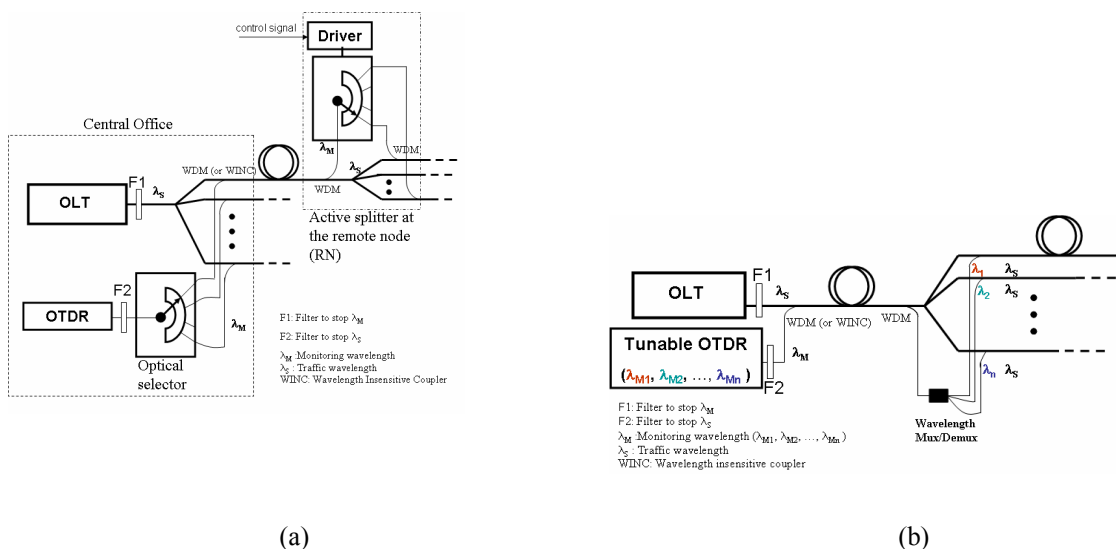 control signal
Driver
Central Office
λM
WDM
WDM (or WINC)
λS
F1
λS
WDM
OLT
Active splitter at
the remote node
(RN)
F2
OTDR
λM
Optical
selector
F1: Filter to stop λM
F2: Filter to stop λS
λM :Monitoring wavelength
λS : Traffic wavelength
WINC: Wavelength Insensitive Coupler
(a)
F1
λS
OLT
WDM (or WINC)
WDM
λ1 λS
λ2 λS
Tunable OTDR
(λM1, λM2, …, λMn )
λM
F2
λn λS
Wavelength
Mux/Demux
F1: Filter to stop λM
F2: Filter to stop λS
λM :Monitoring wavelength (λM1, λM2, …, λMn )
λS : Traffic wavelength
WINC: Wavelength insensitive coupler
(b)